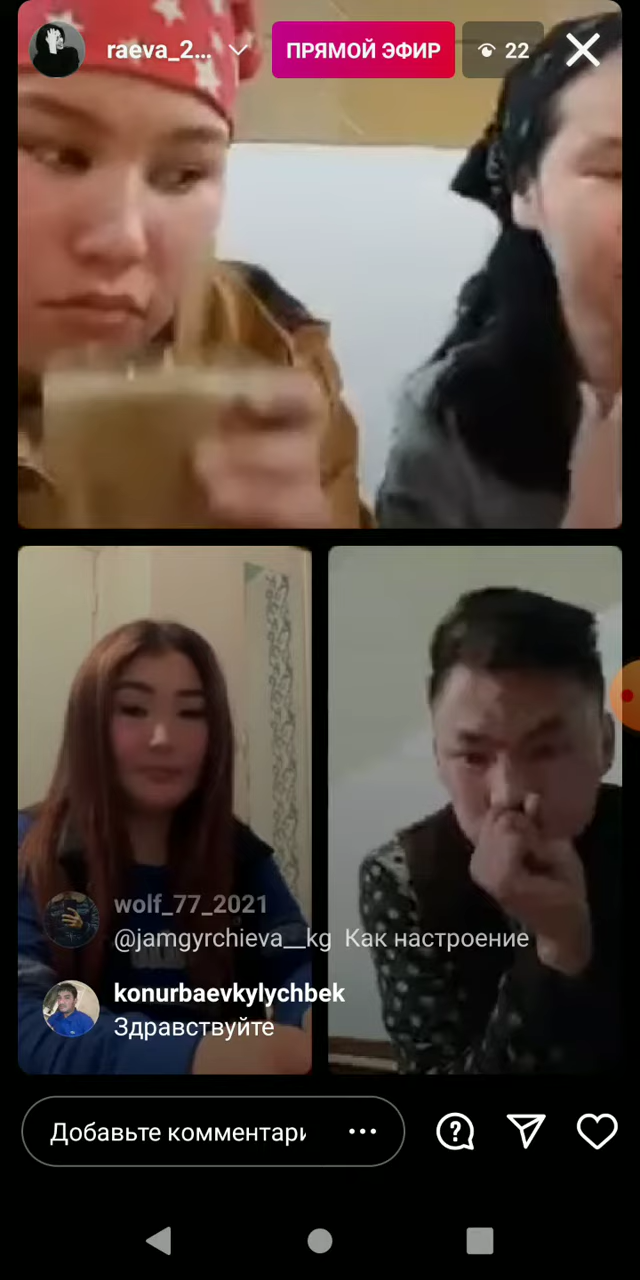 raeva_2...
ПРЯМОЙ ЭФИР
22
wolf_77_2021
@jamgyrchieva__kg Как настроение
konurbaevkylychbek
Здравствуйте
Добавьте комментари